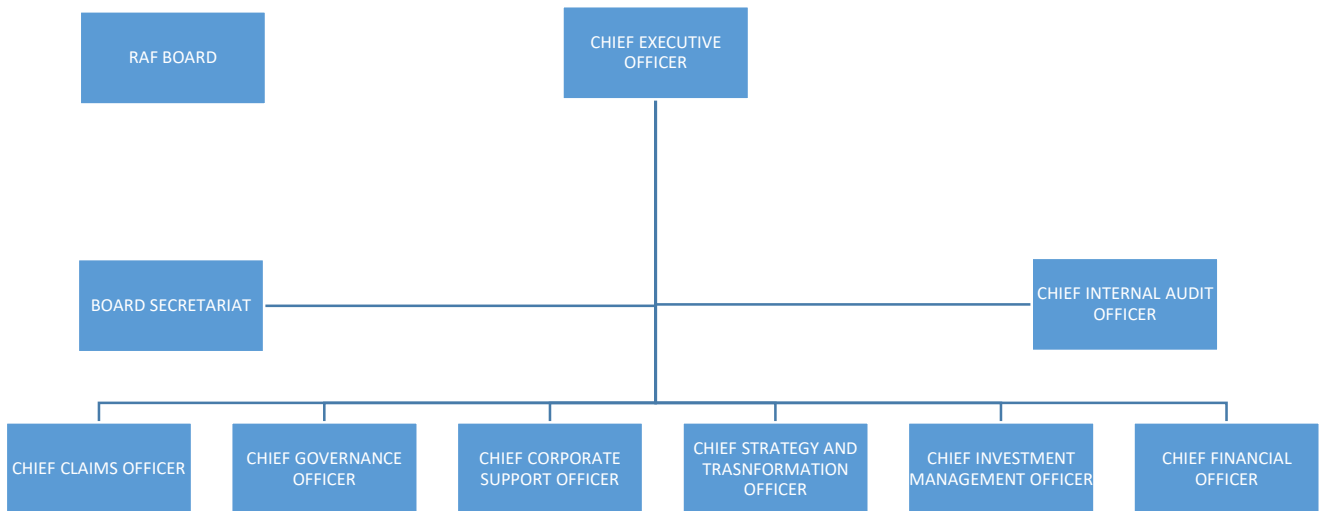 RAF BOARD
CHIEF EXECUTIVE
OFFICER
BOARD SECRETARIAT
CHIEF INTERNAL AUDIT
OFFICER
CHIEF CLAIMS OFFICER
CHIEF GOVERNANCE
OFFICER
CHIEF CORPORATE
SUPPORT OFFICER
CHIEF STRATEGY AND
TRASNFORMATION
OFFICER
CHIEF INVESTMENT
MANAGEMENT OFFICER
CHIEF FINANCIAL
OFFICER